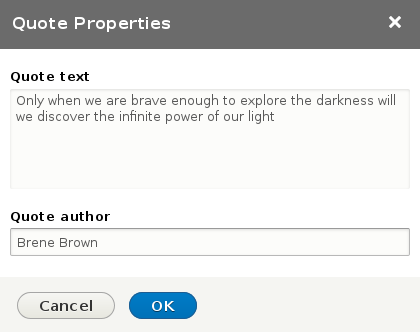 Quote Properties
Quote text
Only when we are brave enough to explore the darkness will
we discover the infinite power of our light
Quote author
Brene Brown
Cancel
OK